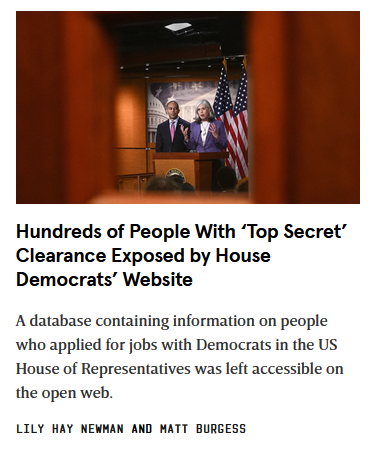 Hundreds of People With ‘Top Secret’
Clearance Exposed by House
Democrats’ Website
A database containing information on people
who applied for jobs with Democrats in the US
House of Representatives was left accessible on
the open web.
LILY HAY NEWMAN AND MATT BURGESS